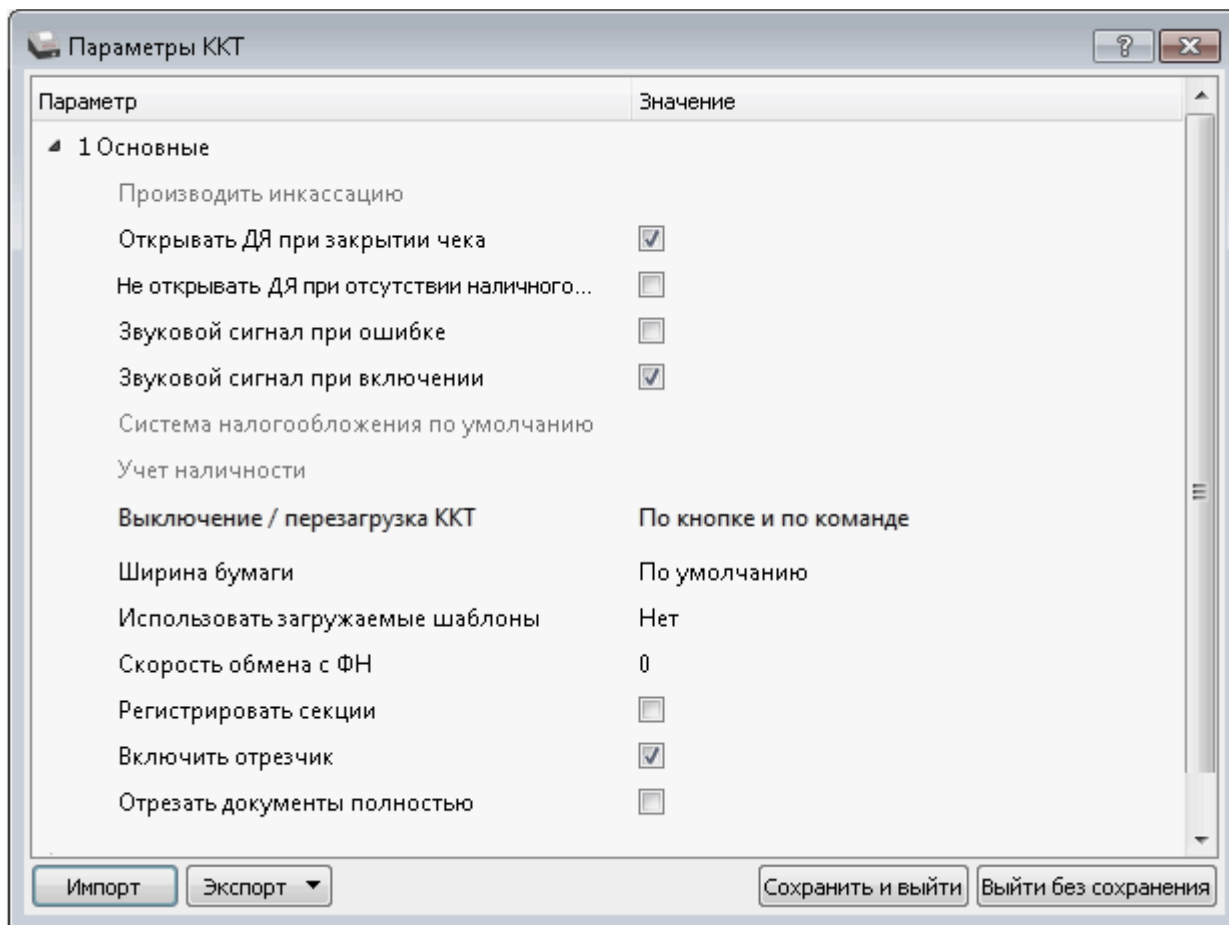 Параметры ККТ
Параметр Значение
1 Основные
Производить инкассацию
Открывать ДЯ при закрытии чека
Не открывать ДЯ при отсутствии наличного...
Звуковой сигнал при ошибке
Звуковой сигнал при включении
Система налогообложения по умолчанию
Учет наличности
Выключение / перезагрузка ККТ По кнопке и по команде
Ширина бумаги По умолчанию
Использовать загружаемые шаблоны Нет
Скорость обмена с ФН 0
Регистрировать секции
Включить отрезчик
Отрезать документы полностью
Импорт Экспорт Сохранить и выйти Выйти без сохранения